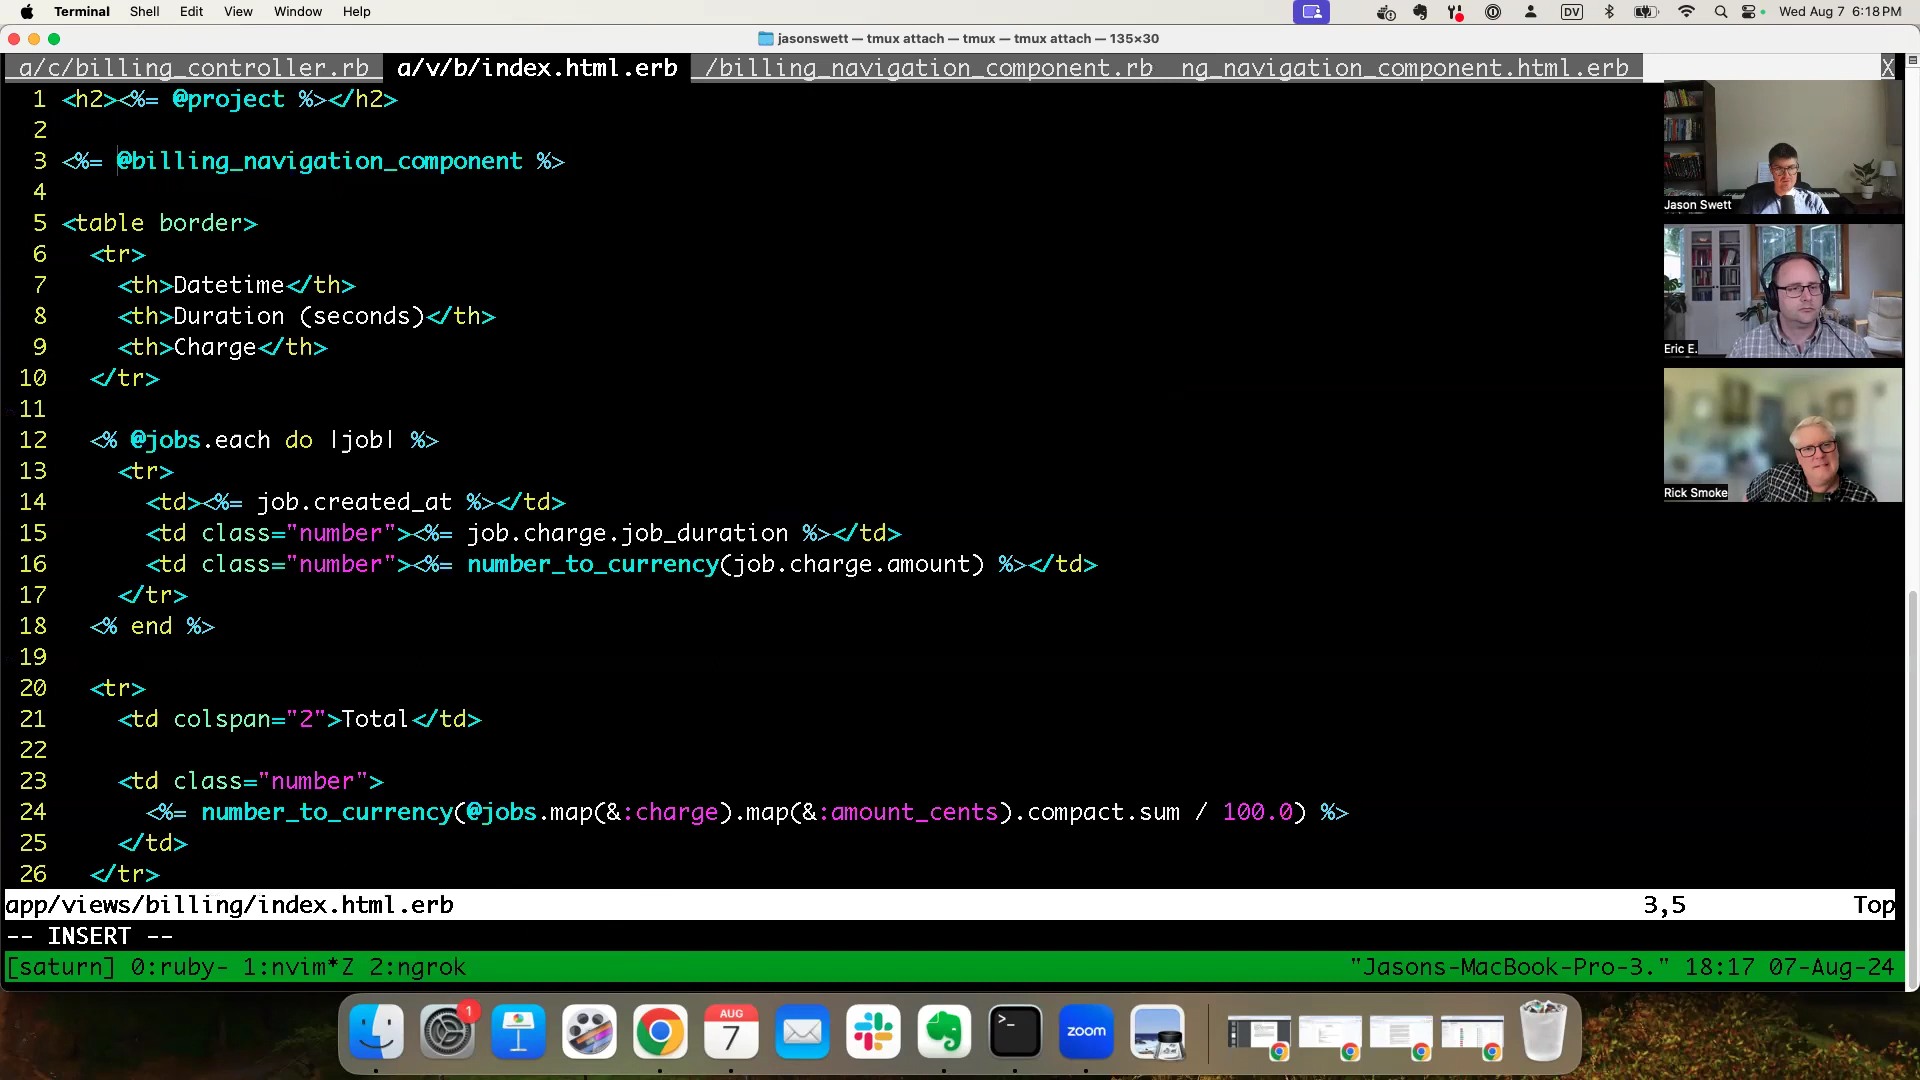 Terminal Shell Edit View Window Help DV Wed Aug 7 6:18 PM
jasonswett — tmux attach — tmux — tmux attach — 135×30
a/c/billing_controller.rb a/v/b/index.html.erb /billing_navigation_component.rb ng_navigation_component.html.erb X
1 <h2><%= @project %></h2>
2
3 <%= @billing_navigation_component %>
4
5 <table border>
6 <tr>
7 <th>Datetime</th>
8 <th>Duration (seconds)</th>
9 <th>Charge</th>
10 </tr>
11
12 <% @jobs.each do |job| %>
13 <tr>
14 <td><%= job.created_at %></td>
15 <td class="number"><%= job.charge.job_duration %></td>
16 <td class="number"><%= number_to_currency(job.charge.amount) %></td>
17 </tr>
18 <% end %>
19
20 <tr>
21 <td colspan="2">Total</td>
22
23 <td class="number">
24 <%= number_to_currency(@jobs.map(&:charge).map(&:amount_cents).compact.sum / 100.0) %>
25 </td>
26 </tr>
app/views/billing/index.html.erb 3,5 Top
-- INSERT --
[saturn] 0:ruby- 1:nvim*Z 2:ngrok "Jasons-MacBook-Pro-3." 18:17 07-Aug-24
Jason Swett
Eric E.
Rick Smoke
1
AUG
7
>_
zoom